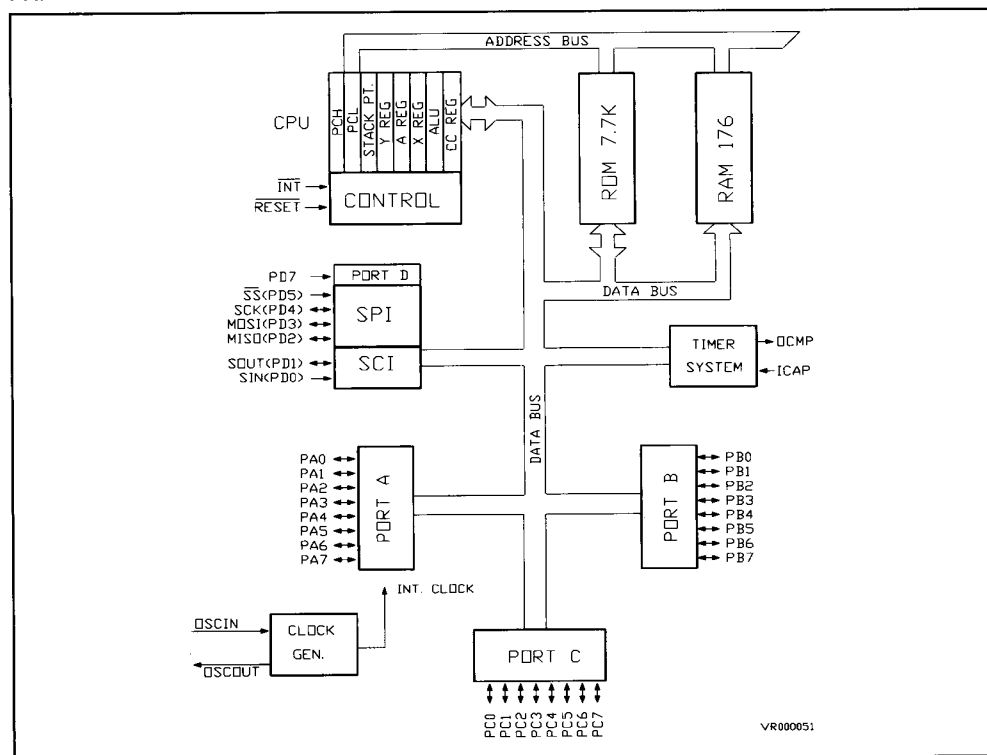 ADDRESS BUS
CPU
PCH
PCL
STACK PT.
Y REG
A REG
X REG
ALU
CC REG
ROM 7.7K
RAM 176
INT
RESET
CONTROL
PD7
PORT D
SS(PD5)
SCK(PD4)
MOSI(PD3)
MISO(PD2)
SPI
DATA BUS
SOUT(PD1)
SIN(PD0)
SCI
TIMER
SYSTEM
OCMP
ICAP
DATA BUS
PA0
PA1
PA2
PA3
PA4
PA5
PA6
PA7
PORT A
PORT B
PB0
PB1
PB2
PB3
PB4
PB5
PB6
PB7
INT. CLOCK
OSCIN
OSCOUT
CLOCK
GEN.
PORT C
PC0
PC1
PC2
PC3
PC4
PC5
PC6
PC7
VR000051